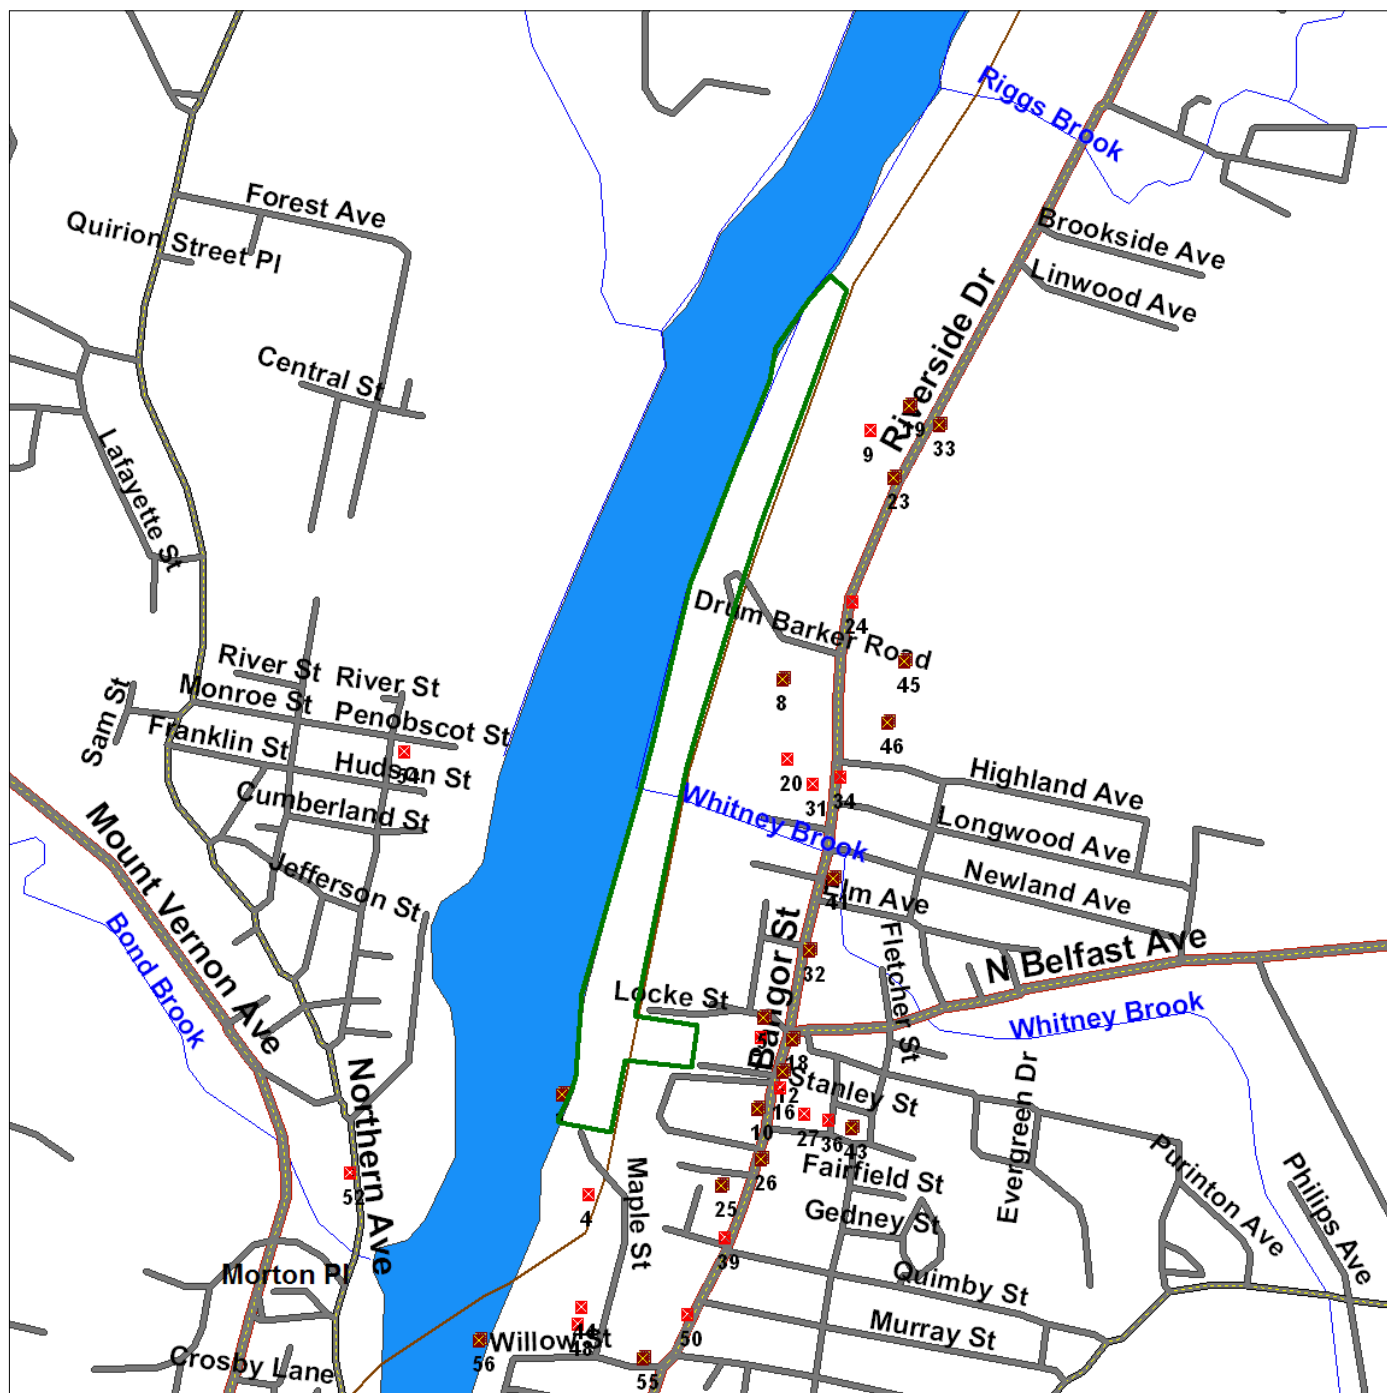 Riggs Brook
Forest Ave
Quirion Street Pl
Brookside Ave
Linwood Ave
Riverside Dr
Central St
19
33
9
23
Lafayette St
Drum Barker Road
24
45
8
River St
River St
Monroe St
Penobscot St
Sam St
Franklin St
Hudson St
46
20
31
34
Highland Ave
Whitney Brook
Cumberland St
Longwood Ave
Mount Vernon Ave
Jefferson St
Newland Ave
Elm Ave
41
Bond Brook
Bangor St
32
Fletcher St
N Belfast Ave
Locke St
Whitney Brook
18
Stanley St
12
16
10
27
36
43
Evergreen Dr
Northern Ave
Fairfield St
26
52
25
4
Maple St
Gedney St
Purinton Ave
Philips Ave
39
Quimby St
Morton Pl
Willow St
48
50
Murray St
56
55
Crosby Lane